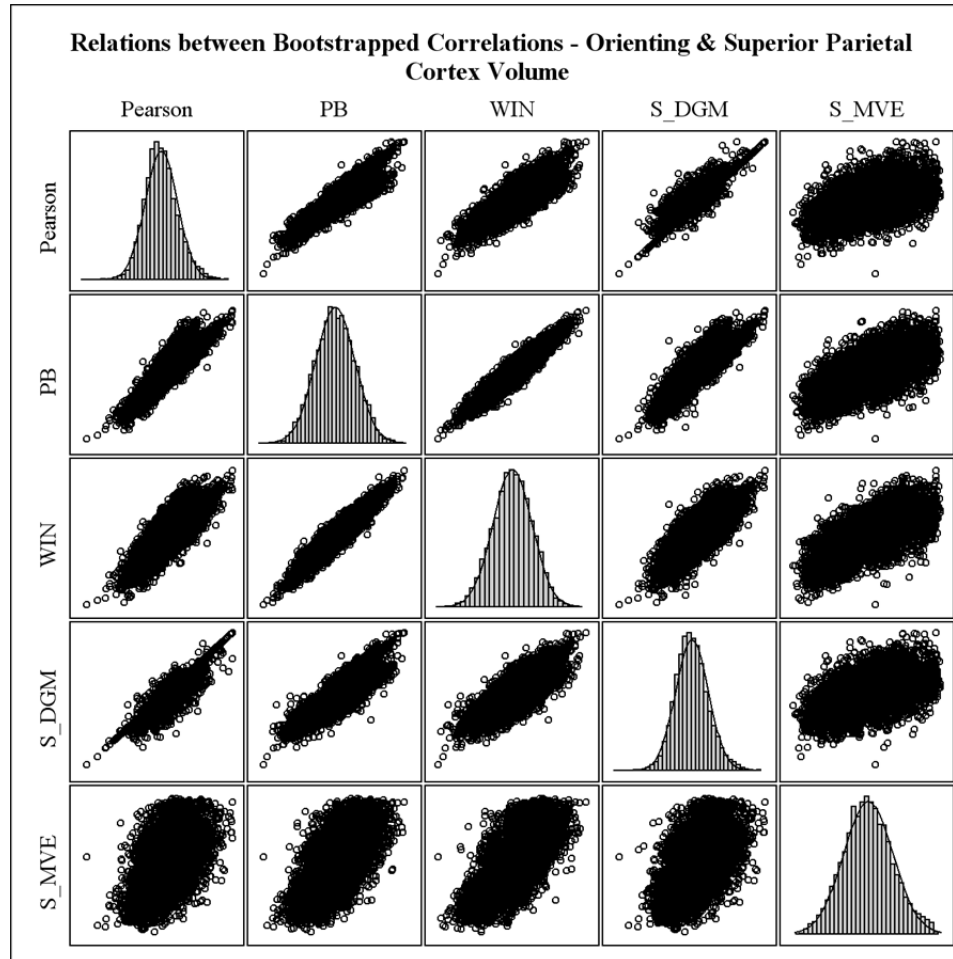 Relations between Bootstrapped Correlations - Orienting & Superior Parietal
Cortex Volume
Pearson PB WIN S_DGM S_MVE
Pearson
PB
WIN
S_DGM
S_MVE